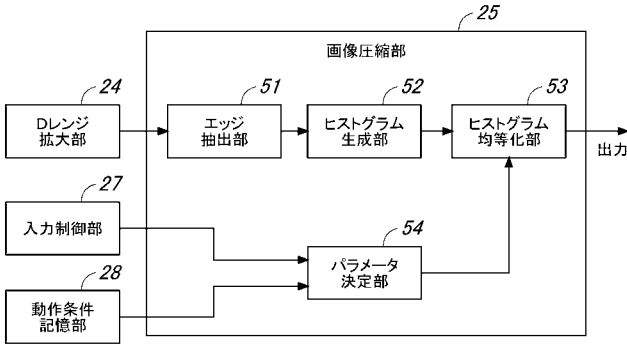 25
画像圧縮部
24
Dレンジ
拡大部
51
エッジ
抽出部
52
ヒストグラム
生成部
53
ヒストグラム
均等化部
出力
27
入力制御部
54
パラメータ
決定部
28
動作条件
記憶部